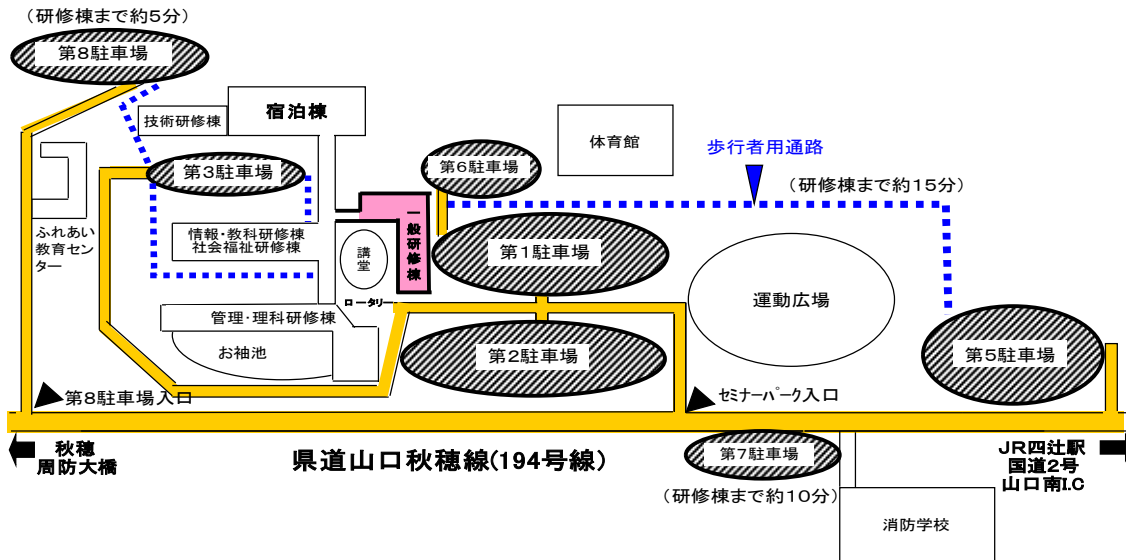 (研修棟まで約5分)
第8駐車場
技術研修棟
宿泊棟
体育館
第6駐車場
歩行者用通路
第3駐車場
(研修棟まで約15分)
一般研修棟
ふれあい
教育セン
ター
情報・教科研修棟
社会福祉研修棟
講堂
第1駐車場
運動広場
ロータリー
管理・理科研修棟
お袖池
第2駐車場
第5駐車場
第8駐車場入口
セミナーパーク入口
秋穂
周防大橋
県道山口秋穂線(194号線)
第7駐車場
JR四辻駅
国道2号
山口南I.C
(研修棟まで約10分)
消防学校